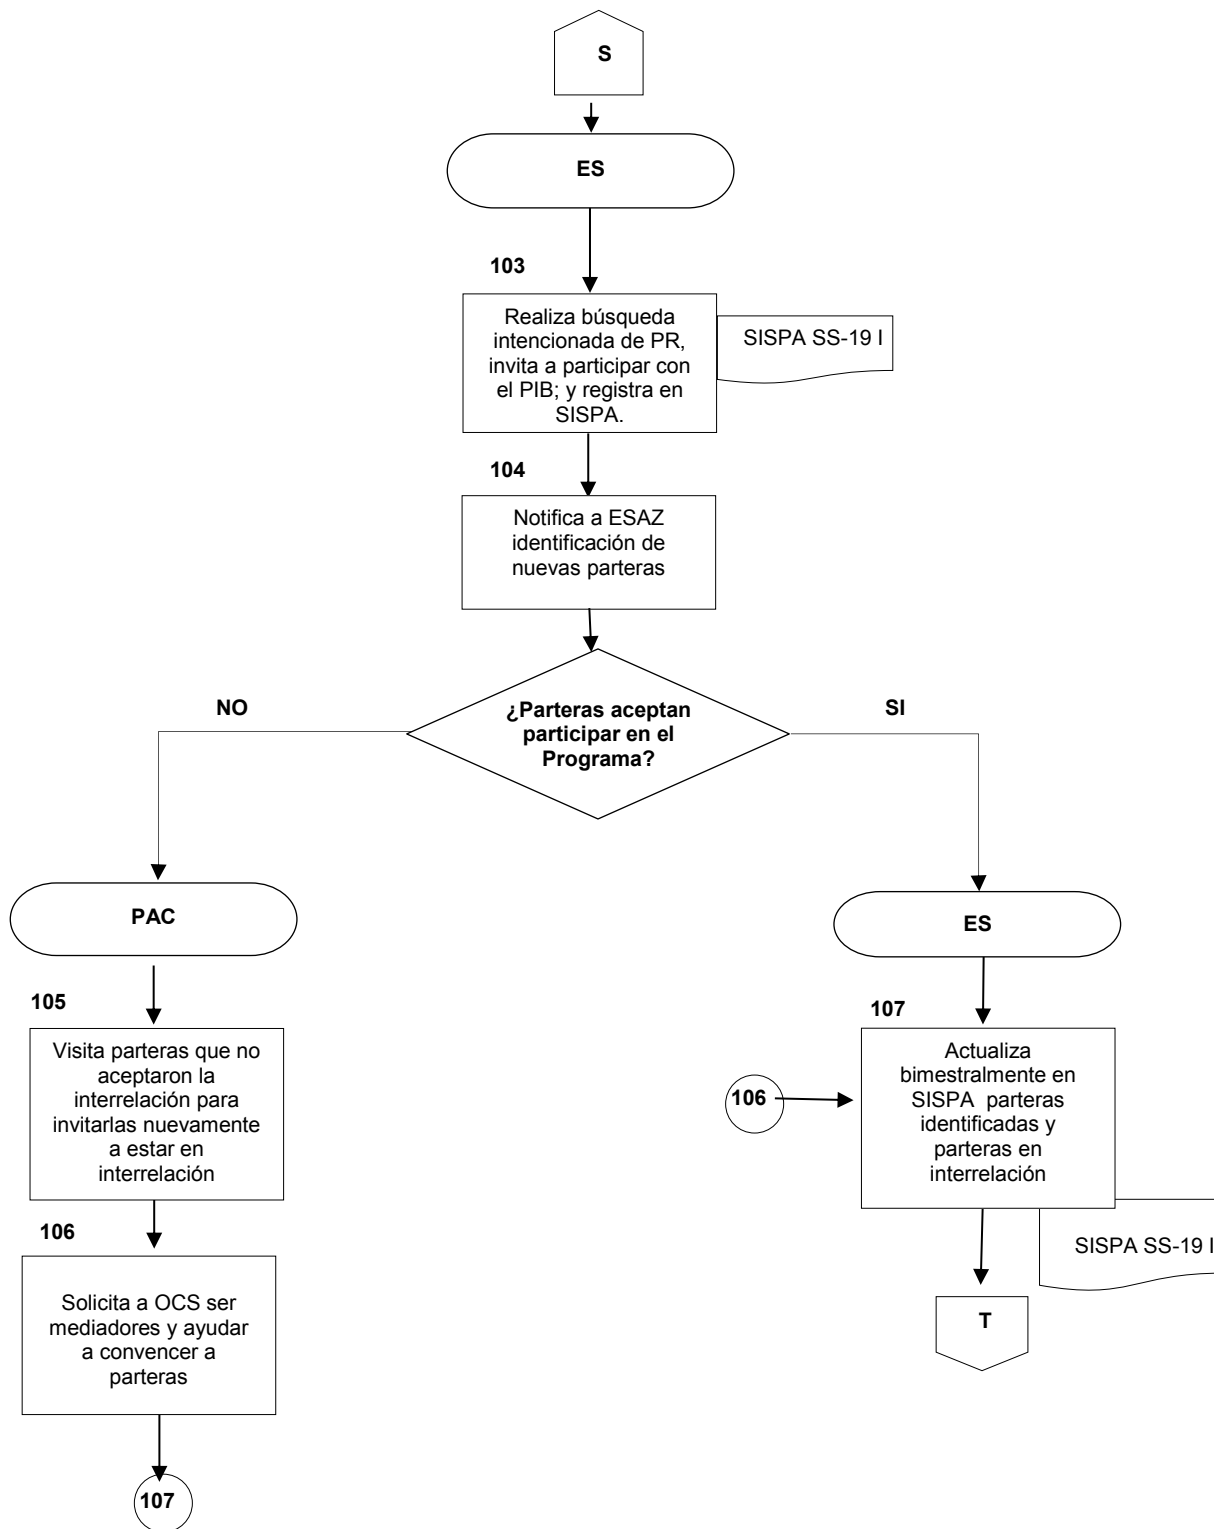 S
ES
103
Realiza búsqueda
intencionada de PR,
invita a participar con
el PIB; y registra en
SISPA.
SISPA SS-19 I
104
Notifica a ESAZ
identificación de
nuevas parteras
¿Parteras aceptan
participar en el
Programa?
NO
SI
PAC
105
Visita parteras que no
aceptaron la
interrelación para
invitarlas nuevamente
a estar en
interrelación
106
Solicita a OCS ser
mediadores y ayudar
a convencer a
parteras
107
ES
107
106
Actualiza
bimestralmente en
SISPA parteras
identificadas y
parteras en
interrelación
SISPA SS-19 I
T